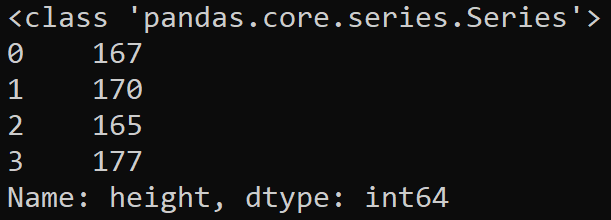 <class 'pandas.core.series.Series'>
0    167
1    170
2    165
3    177
Name: height, dtype: int64